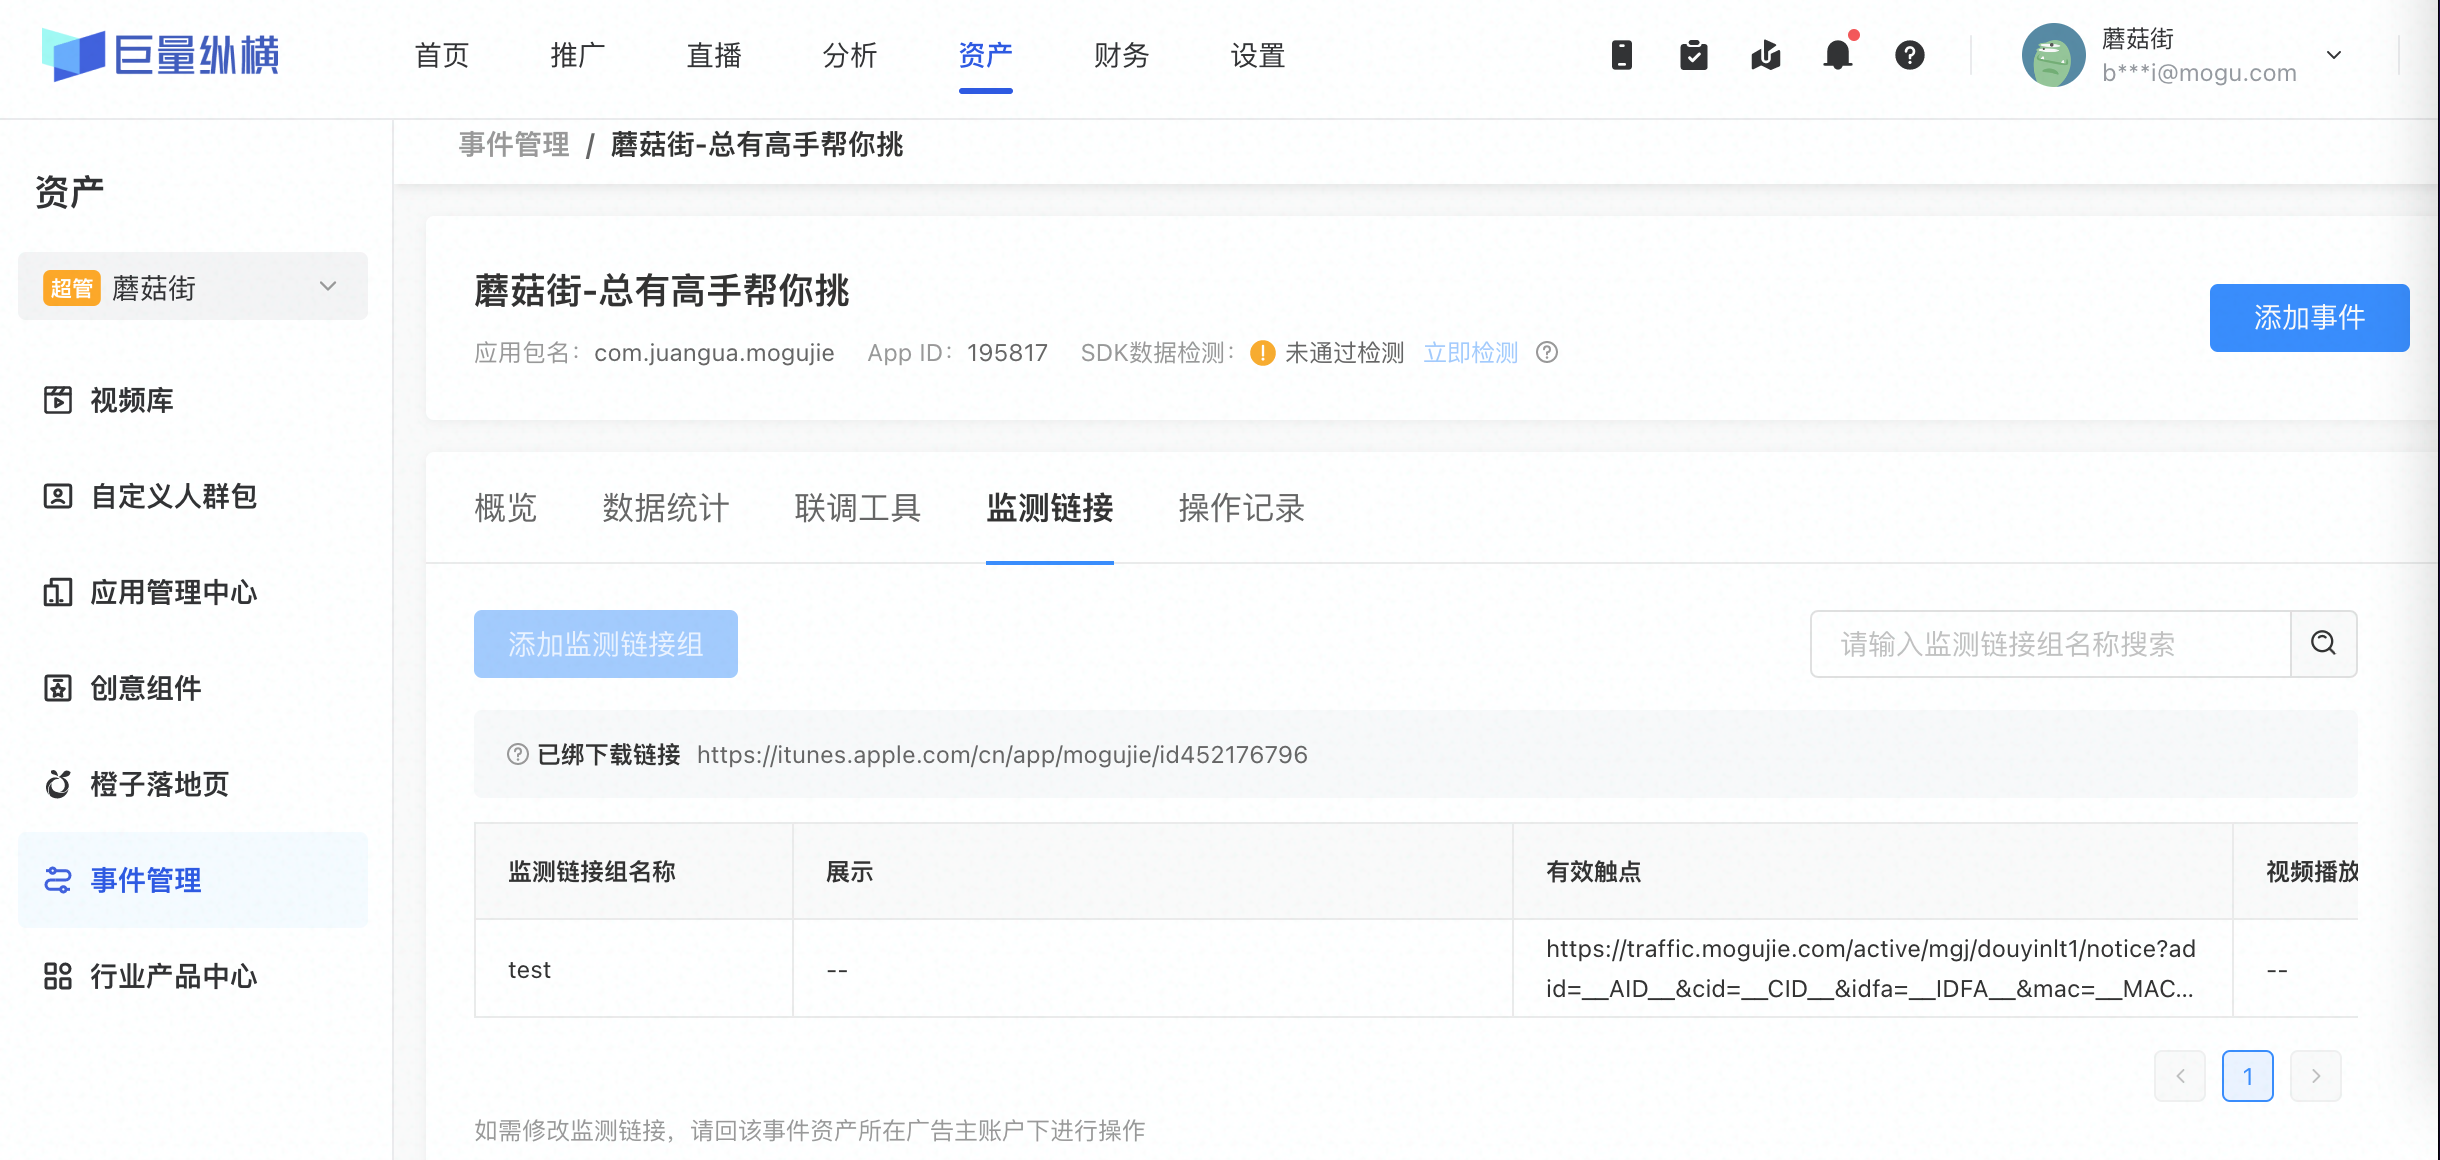 巨量纵横
首页
推广
直播
分析
资产
财务
设置
蘑菇街
b***i@mogu.com
资产
超管 蘑菇街
视频库
自定义人群包
应用管理中心
创意组件
橙子落地页
事件管理
行业产品中心
事件管理 / 蘑菇街-总有高手帮你挑
蘑菇街-总有高手帮你挑
应用包名: com.juangua.mogujie App ID: 195817 SDK数据检测: 未通过检测 立即检测
添加事件
概览
数据统计
联调工具
监测链接
操作记录
添加监测链接组
请输入监测链接组名称搜索
已绑下载链接 https://itunes.apple.com/cn/app/mogujie/id452176796
监测链接组名称
展示
有效触点
视频播放
test
--
https://traffic.mogujie.com/active/mgj/douyinlt1/notice?ad
id=__AID__&cid=__CID__&idfa=__IDFA__&mac=__MAC...
--
1
如需修改监测链接，请回该事件资产所在广告主账户下进行操作